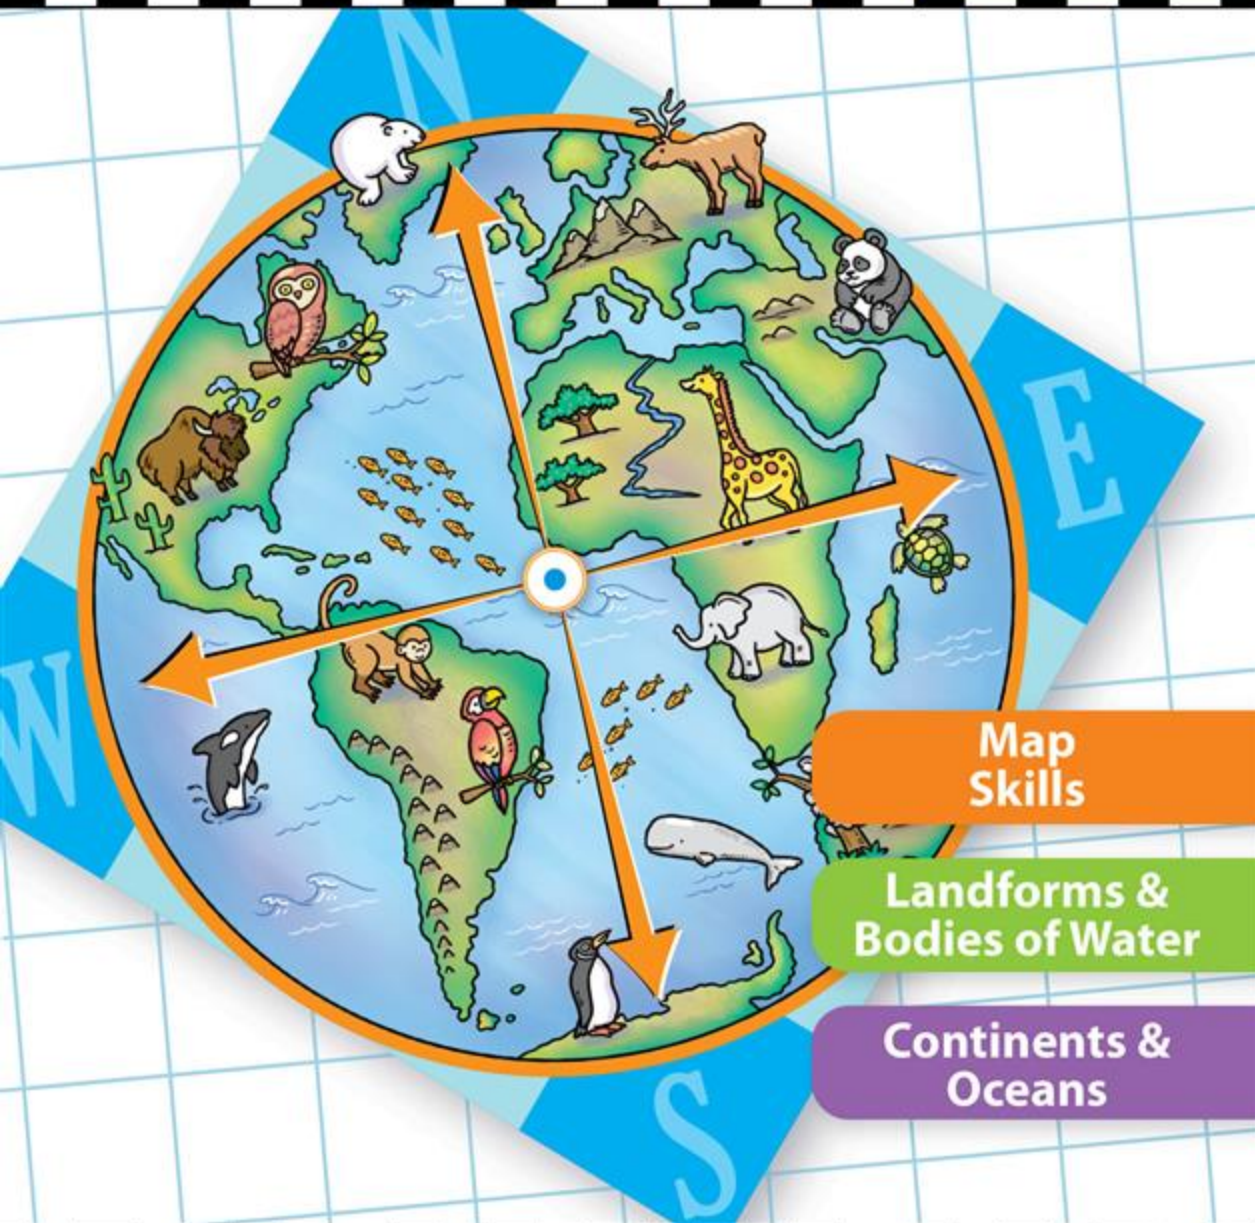 N
E
W
S
Map
Skills
Landforms &
Bodies of Water
Continents &
Oceans